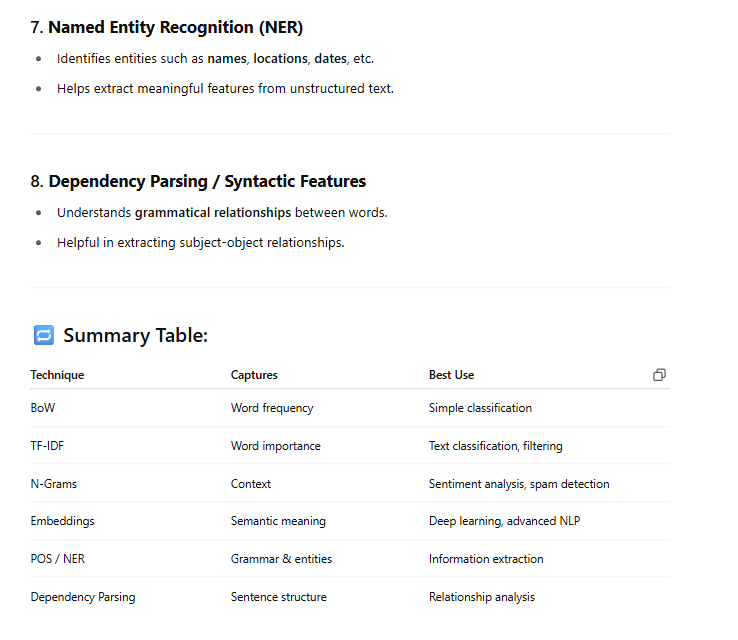 7. Named Entity Recognition (NER)
• Identifies entities such as names, locations, dates, etc.
• Helps extract meaningful features from unstructured text.
8. Dependency Parsing / Syntactic Features
• Understands grammatical relationships between words.
• Helpful in extracting subject-object relationships.
🔁 Summary Table:
Technique Captures Best Use
BoW Word frequency Simple classification
TF-IDF Word importance Text classification, filtering
N-Grams Context Sentiment analysis, spam detection
Embeddings Semantic meaning Deep learning, advanced NLP
POS / NER Grammar & entities Information extraction
Dependency Parsing Sentence structure Relationship analysis